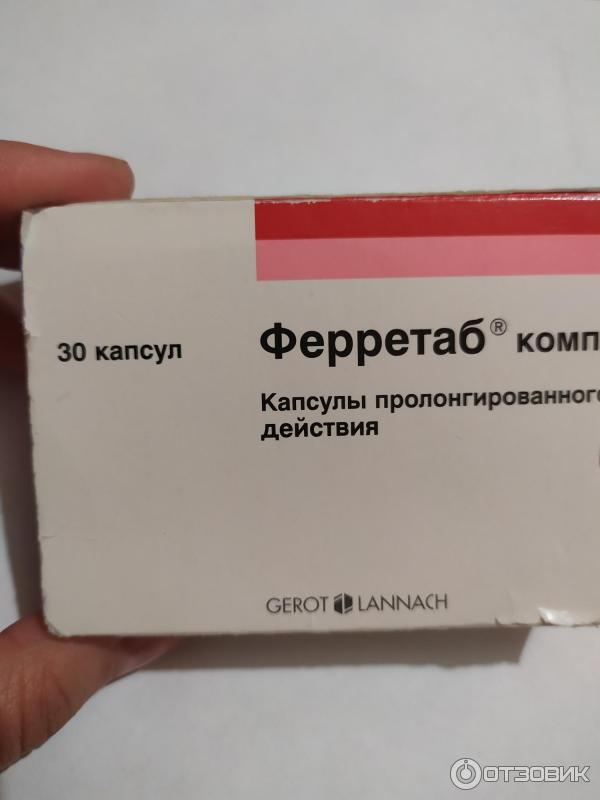 30 капсул
Ферретаб® комп
Капсулы пролонгированного
действия
GEROT LANNACH
ОТЗОВИК